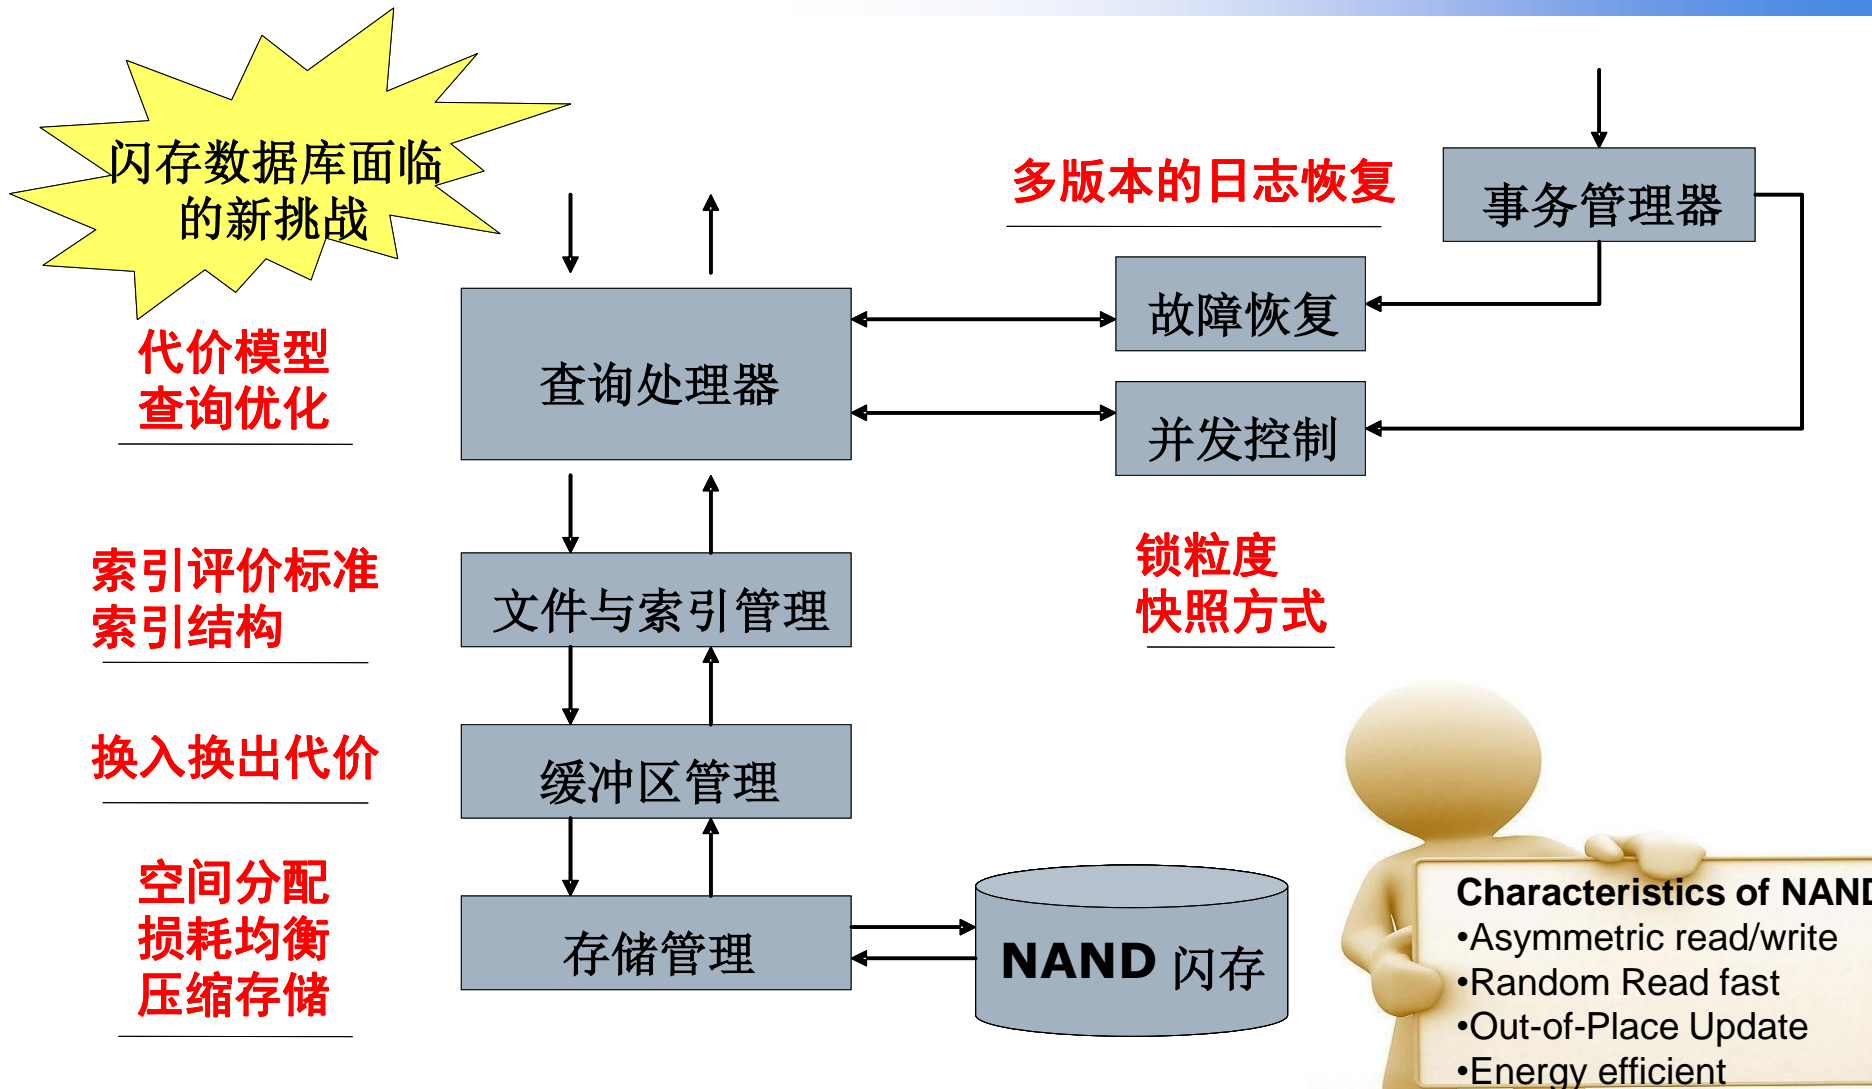 闪存数据库面临
的新挑战
多版本的日志恢复
事务管理器
故障恢复
代价模型
查询优化
查询处理器
并发控制
索引评价标准
索引结构
文件与索引管理
锁粒度
快照方式
换入换出代价
缓冲区管理
空间分配
损耗均衡
压缩存储
存储管理
NAND 闪存
Characteristics of NAND
•Asymmetric read/write
•Random Read fast
•Out-of-Place Update
•Energy efficient